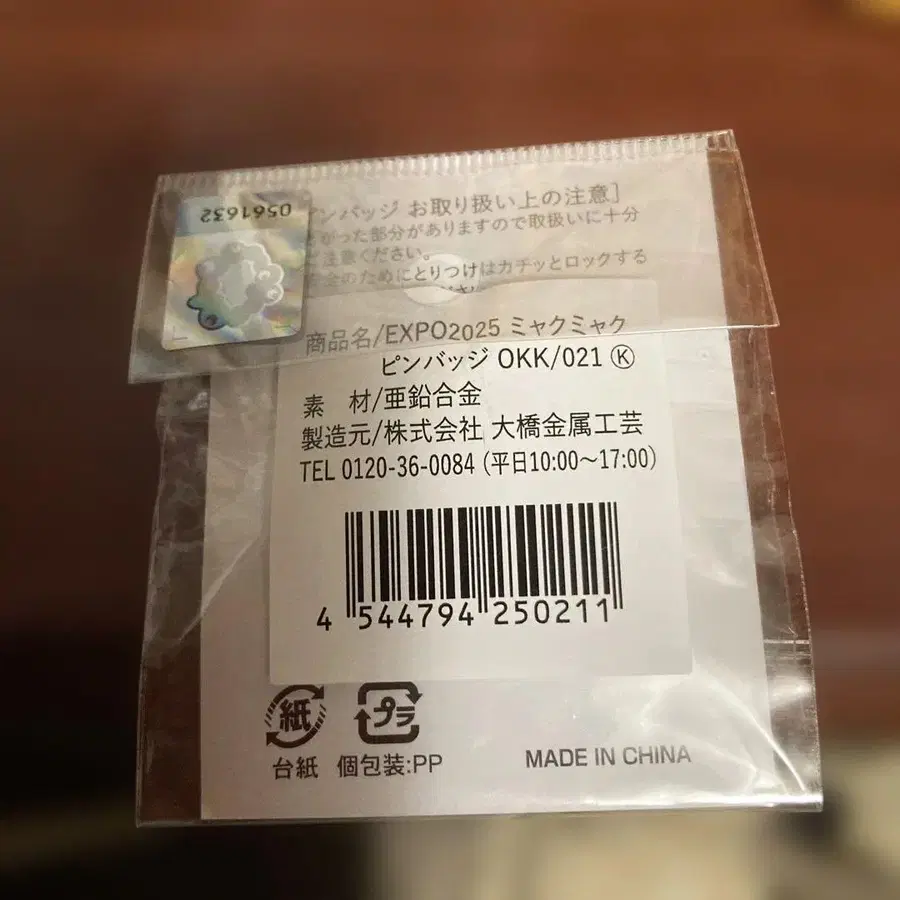 0561632
ンバッジ お取り扱い上の注意]
がった部分がありますので取扱いに十分
ご注意ください。
全のためにとりつけはカチッとロックする
商品名/EXPO2025 ミャクミャク
ピンバッジ OKK/021 Ⓚ
素 材/亜鉛合金
製造元/株式会社 大橋金属工芸
TEL 0120-36-0084 (平日10:00～17:00)
4 544794 250211
紙 プラ
台紙 個包装:PP
MADE IN CHINA